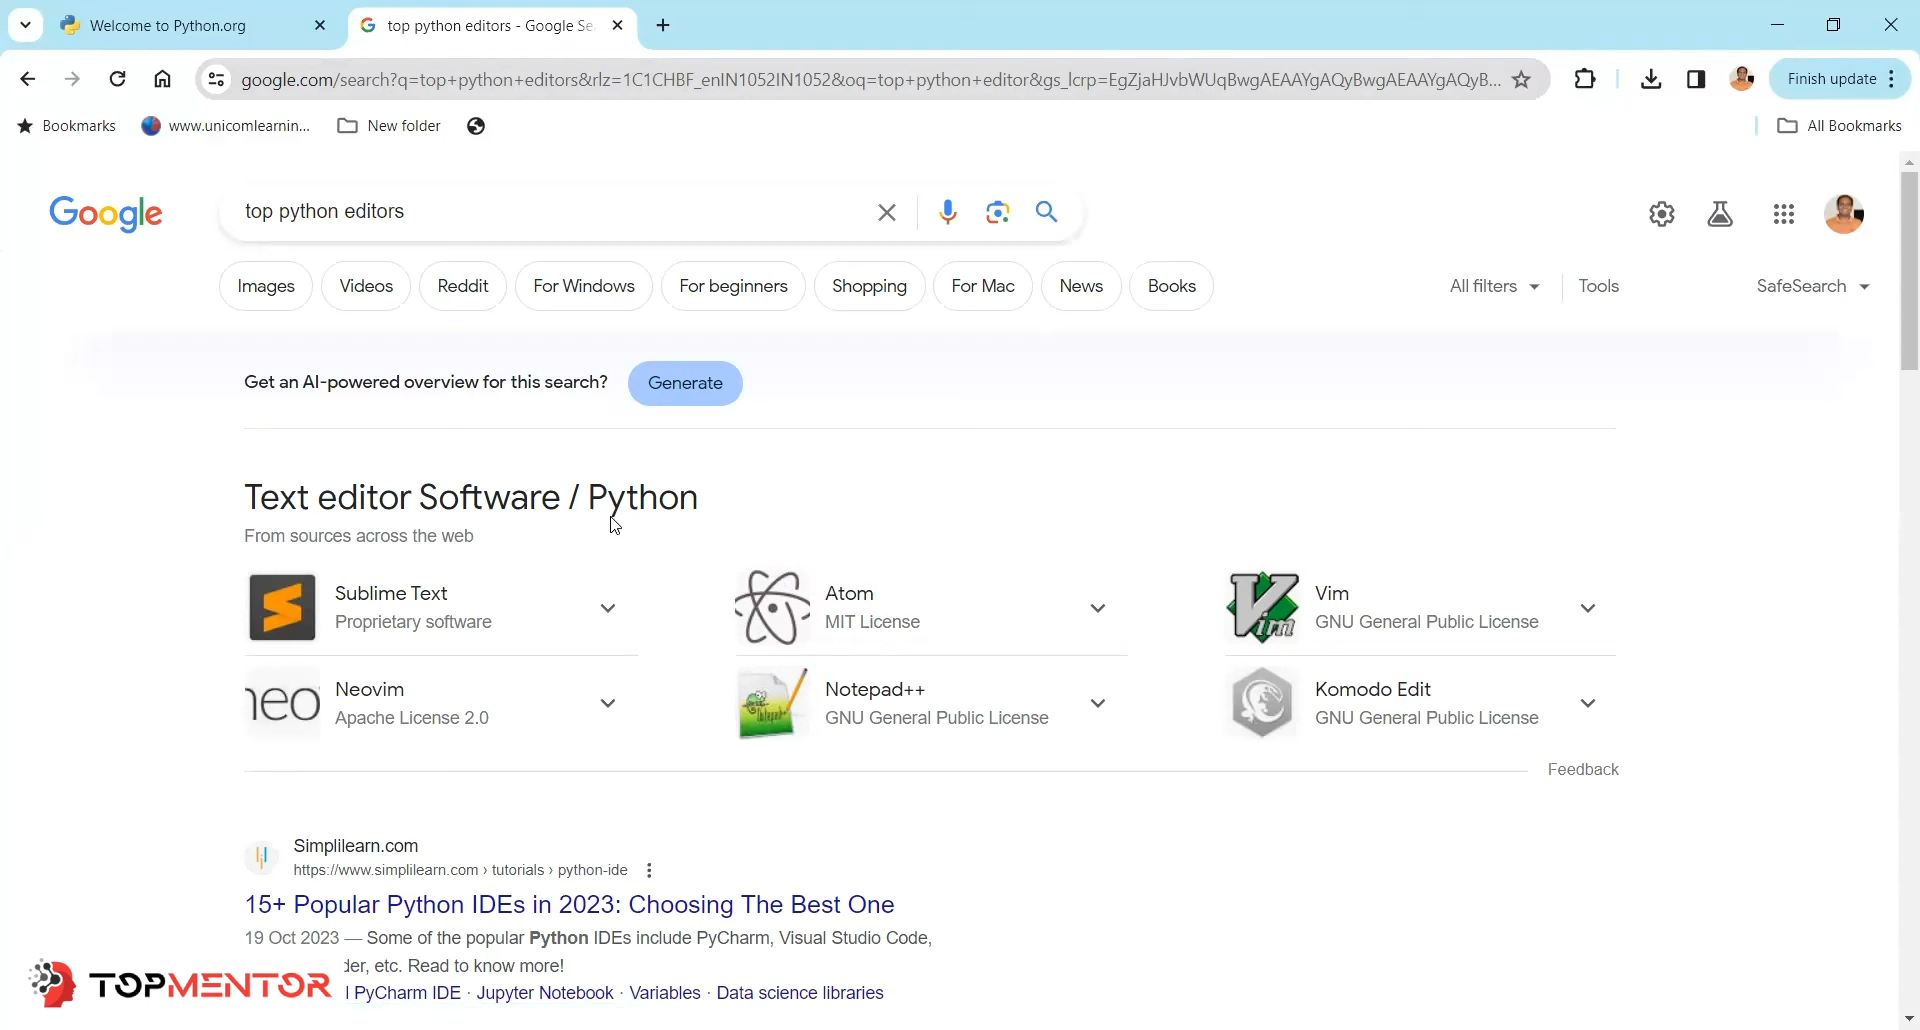 Welcome to Python.org
top python editors - Google Se
google.com/search?q=top+python+editors&rlz=1C1CHBF_enIN1052IN1052&oq=top+python+editor&gs_lcrp=EgZjaHJvbWUqBwgAEAAYgAQyBwgAEAAYgAQyB...
Finish update
Bookmarks
www.unicomlearnin...
New folder
All Bookmarks
Google
top python editors
Images
Videos
Reddit
For Windows
For beginners
Shopping
For Mac
News
Books
All filters
Tools
SafeSearch
Get an AI-powered overview for this search?
Generate
Text editor Software / Python
From sources across the web
Sublime Text
Proprietary software
Atom
MIT License
Vim
GNU General Public License
Neovim
Apache License 2.0
Notepad++
GNU General Public License
Komodo Edit
GNU General Public License
Feedback
Simplilearn.com
https://www.simplilearn.com › tutorials › python-ide
15+ Popular Python IDEs in 2023: Choosing The Best One
19 Oct 2023 — Some of the popular Python IDEs include PyCharm, Visual Studio Code,
der, etc. Read to know more!
PyCharm IDE · Jupyter Notebook · Variables · Data science libraries
TOPMENTOR